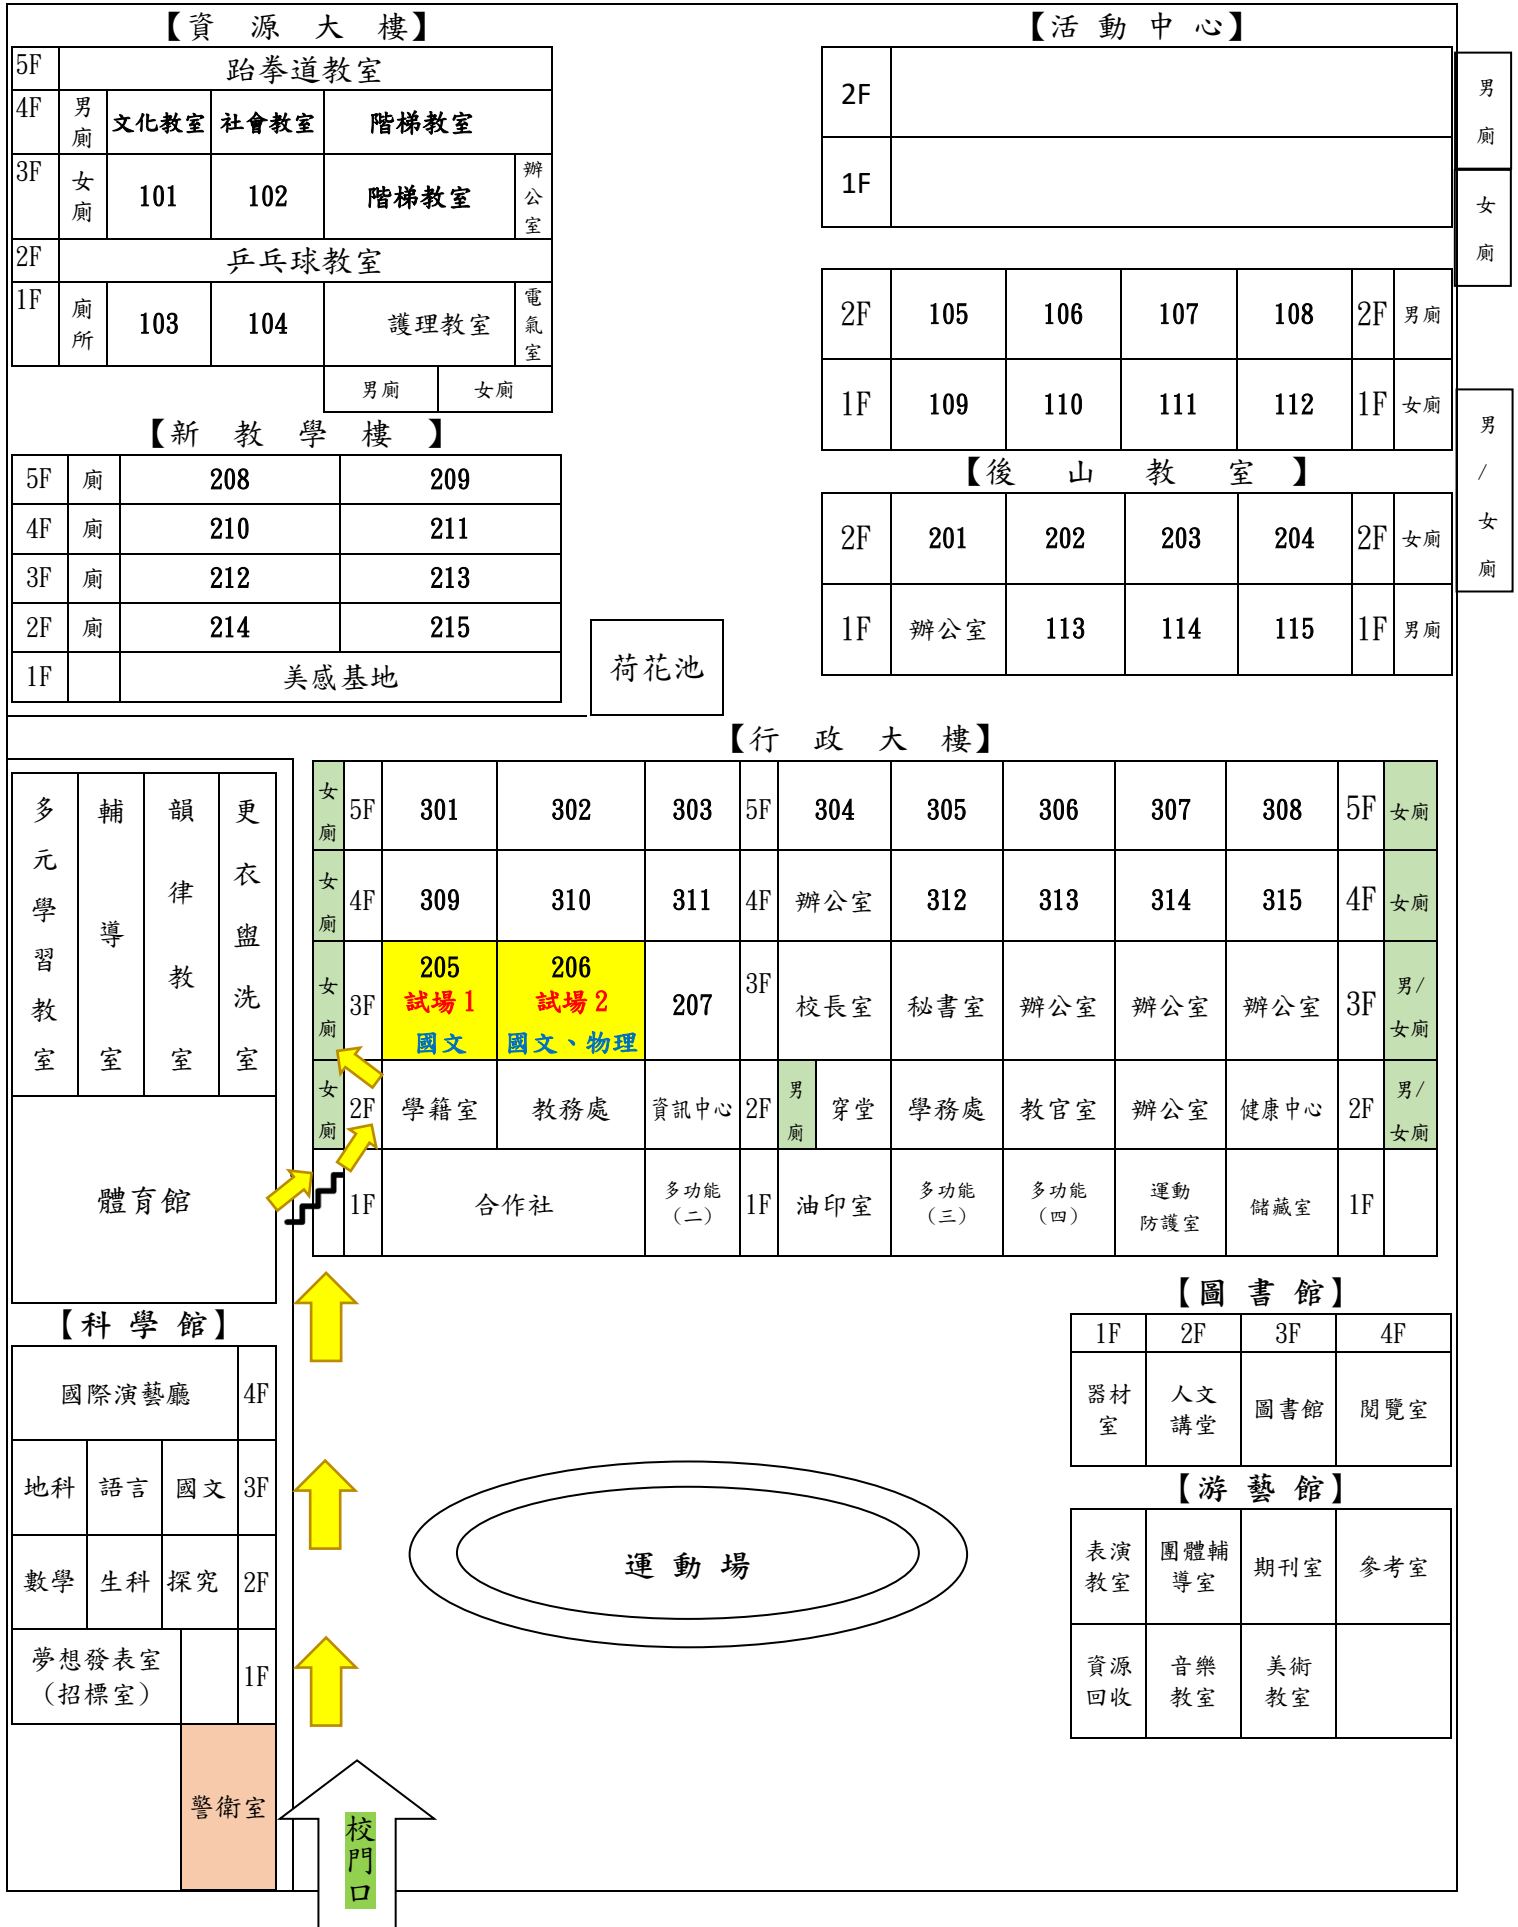 【資 源 大 樓】
5F 跆拳道教室
4F 男廁 文化教室 社會教室 階梯教室
3F 女廁 101 102 階梯教室 辦公室
2F 乒乓球教室
1F 廁所 103 104 護理教室 電氣室
男廁 女廁
【活 動 中 心】
2F
1F
男廁
女廁
2F 105 106 107 108 2F 男廁
1F 109 110 111 112 1F 女廁
男/女廁
【後 山 教 室 】
2F 201 202 203 204 2F 女廁
1F 辦公室 113 114 115 1F 男廁
【新 教 學 樓 】
5F 廁 208 209
4F 廁 210 211
3F 廁 212 213
2F 廁 214 215
1F 美感基地
荷花池
【行 政 大 樓】
女廁 5F 301 302 303 5F 304 305 306 307 308 5F 女廁
女廁 4F 309 310 311 4F 辦公室 312 313 314 315 4F 女廁
女廁 3F 205 試場1 國文 206 試場2 國文、物理 207 3F 校長室 秘書室 辦公室 辦公室 辦公室 3F 男/女廁
女廁 2F 學籍室 教務處 資訊中心 2F 男廁 穿堂 學務處 教官室 辦公室 健康中心 2F 男/女廁
1F 合作社 多功能(二) 1F 油印室 多功能(三) 多功能(四) 運動防護室 儲藏室 1F
多元學習教室
輔導室
韻律教室
更衣盥洗室
體育館
【科 學 館】
國際演藝廳 4F
地科 語言 國文 3F
數學 生科 探究 2F
夢想發表室
(招標室) 1F
警衛室
校門口
運 動 場
【圖 書 館】
1F 2F 3F 4F
器材室 人文講堂 圖書館 閱覽室
【游 藝 館】
表演教室 團體輔導室 期刊室 參考室
資源回收 音樂教室 美術教室